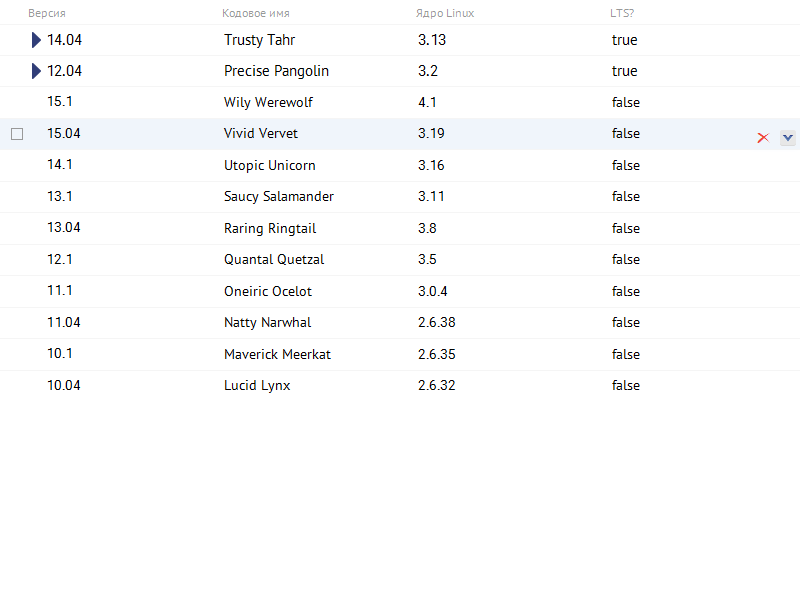 Версия Кодовое имя Ядро Linux LTS?
14.04 Trusty Tahr 3.13 true
12.04 Precise Pangolin 3.2 true
15.1 Wily Werewolf 4.1 false
15.04 Vivid Vervet 3.19 false
14.1 Utopic Unicorn 3.16 false
13.1 Saucy Salamander 3.11 false
13.04 Raring Ringtail 3.8 false
12.1 Quantal Quetzal 3.5 false
11.1 Oneiric Ocelot 3.0.4 false
11.04 Natty Narwhal 2.6.38 false
10.1 Maverick Meerkat 2.6.35 false
10.04 Lucid Lynx 2.6.32 false